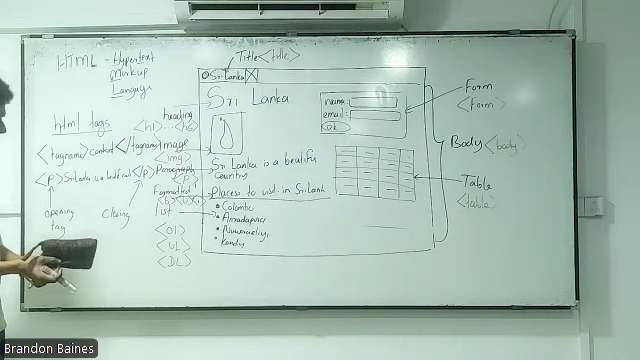 HTML - Hypertext
Markup
Language
Title <title>
Sri Lanka
html tags
<tagname> content </tagname>
<p> Sri Lanka is a beautiful </p>
opening
tag
Closing
heading
<h1>...<h6>
Image
<img>
Paragraph
<p>
Formatted
<b> <u> <i>
list
<ol>
<UL>
<DL>
Sri Lanka
Sri Lanka is a beautiful
country
Places to visit in Sri Lanka
• Colombo
• Kandy
name:
email:
OK
Form
<form>
Body <body>
Table
<table>
Brandon Baines